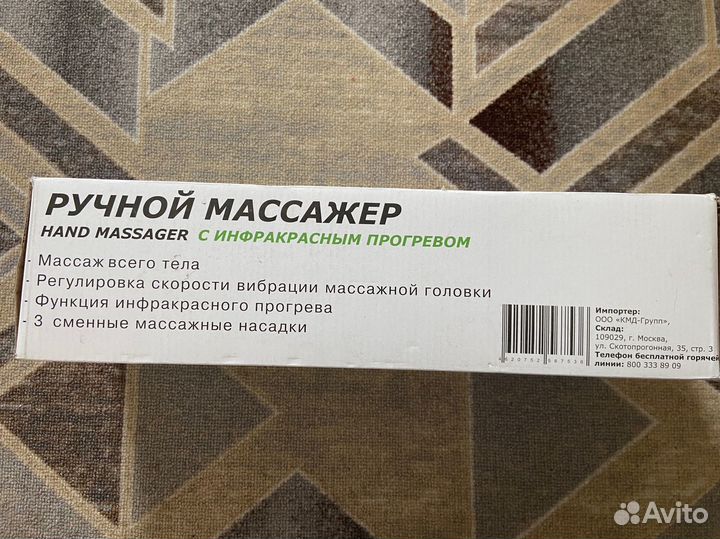 РУЧНОЙ МАССАЖЕР
HAND MASSAGER С ИНФРАКРАСНЫМ ПРОГРЕВОМ
- Массаж всего тела
- Регулировка скорости вибрации массажной головки
- Функция инфракрасного прогрева
- 3 сменные массажные насадки
Импортер:
ООО «КМД-Групп»,
Склад:
109029, г. Москва,
ул. Скотопрогонная, 35, стр. 3
Телефон бесплатной горячей
линии: 800 333 89 09
Avito